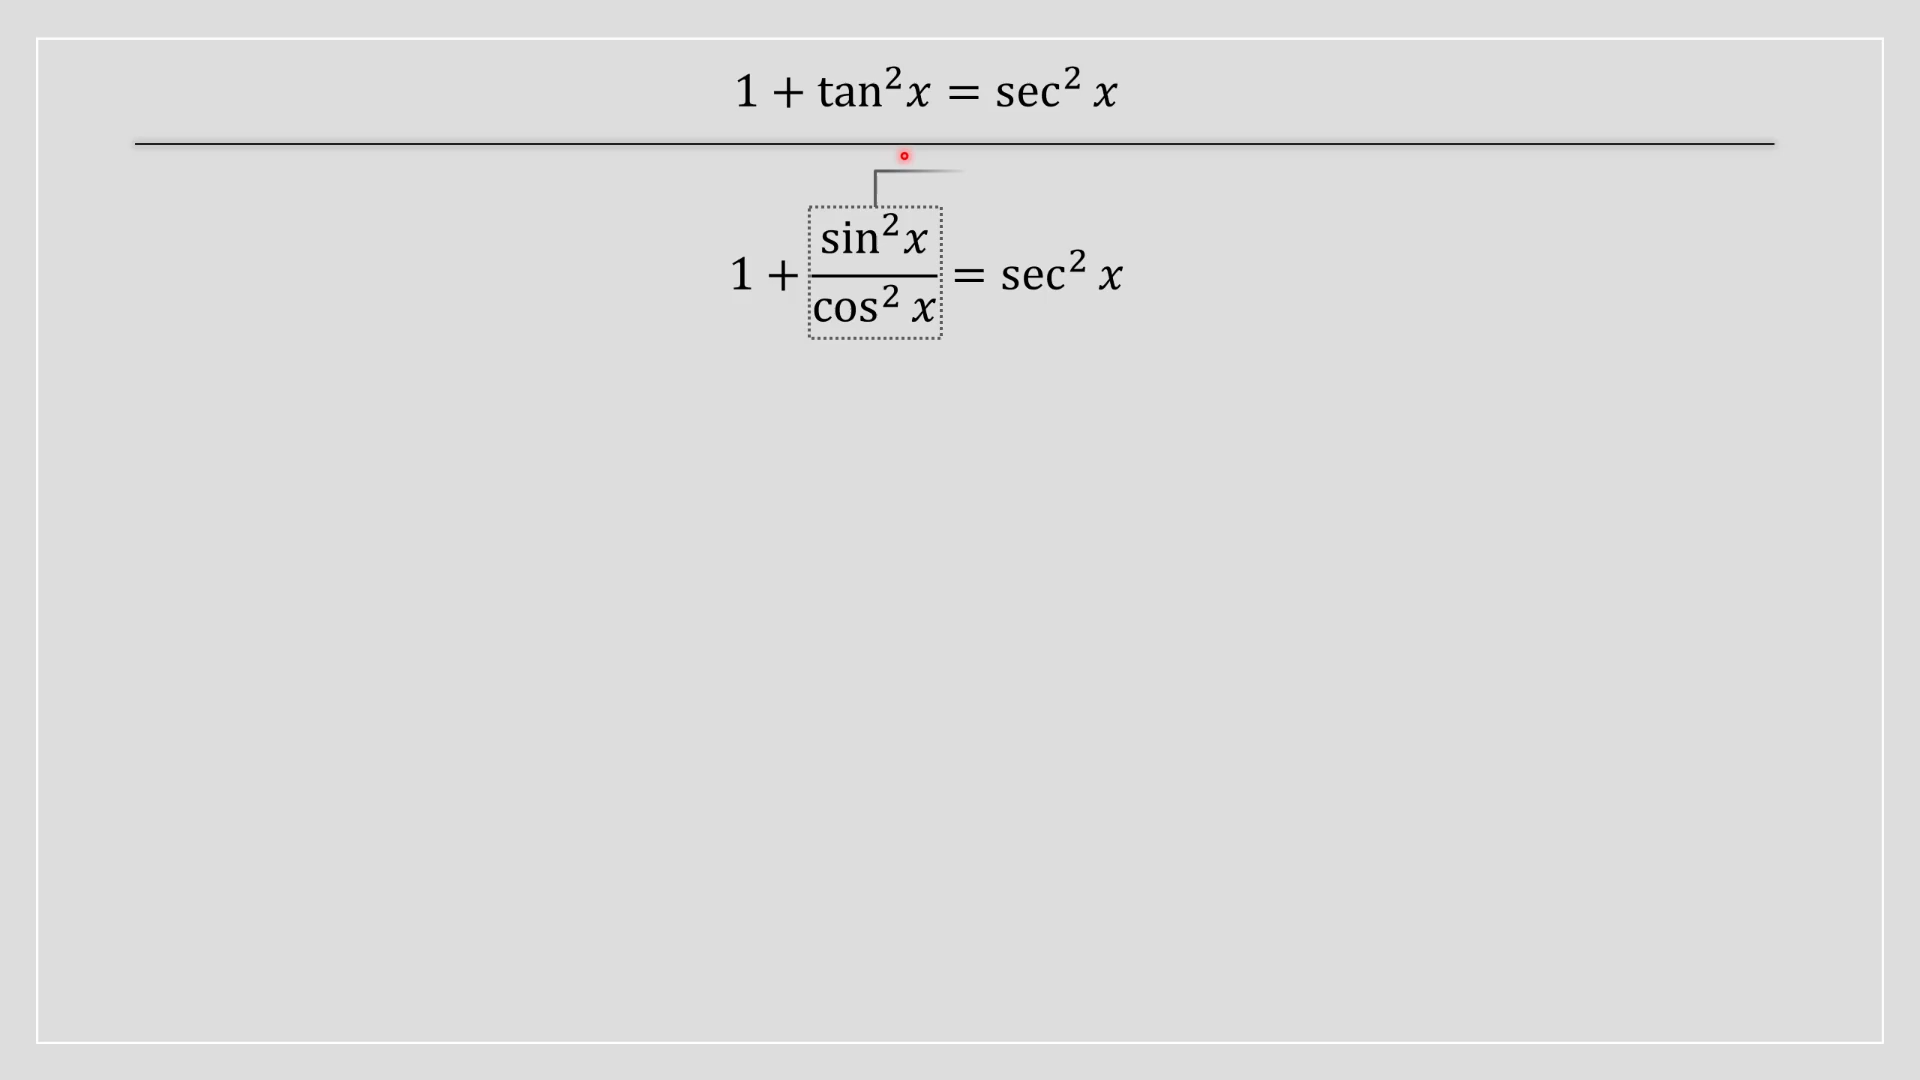 1 + tan²x = sec² x
1 + sin²x / cos² x = sec² x